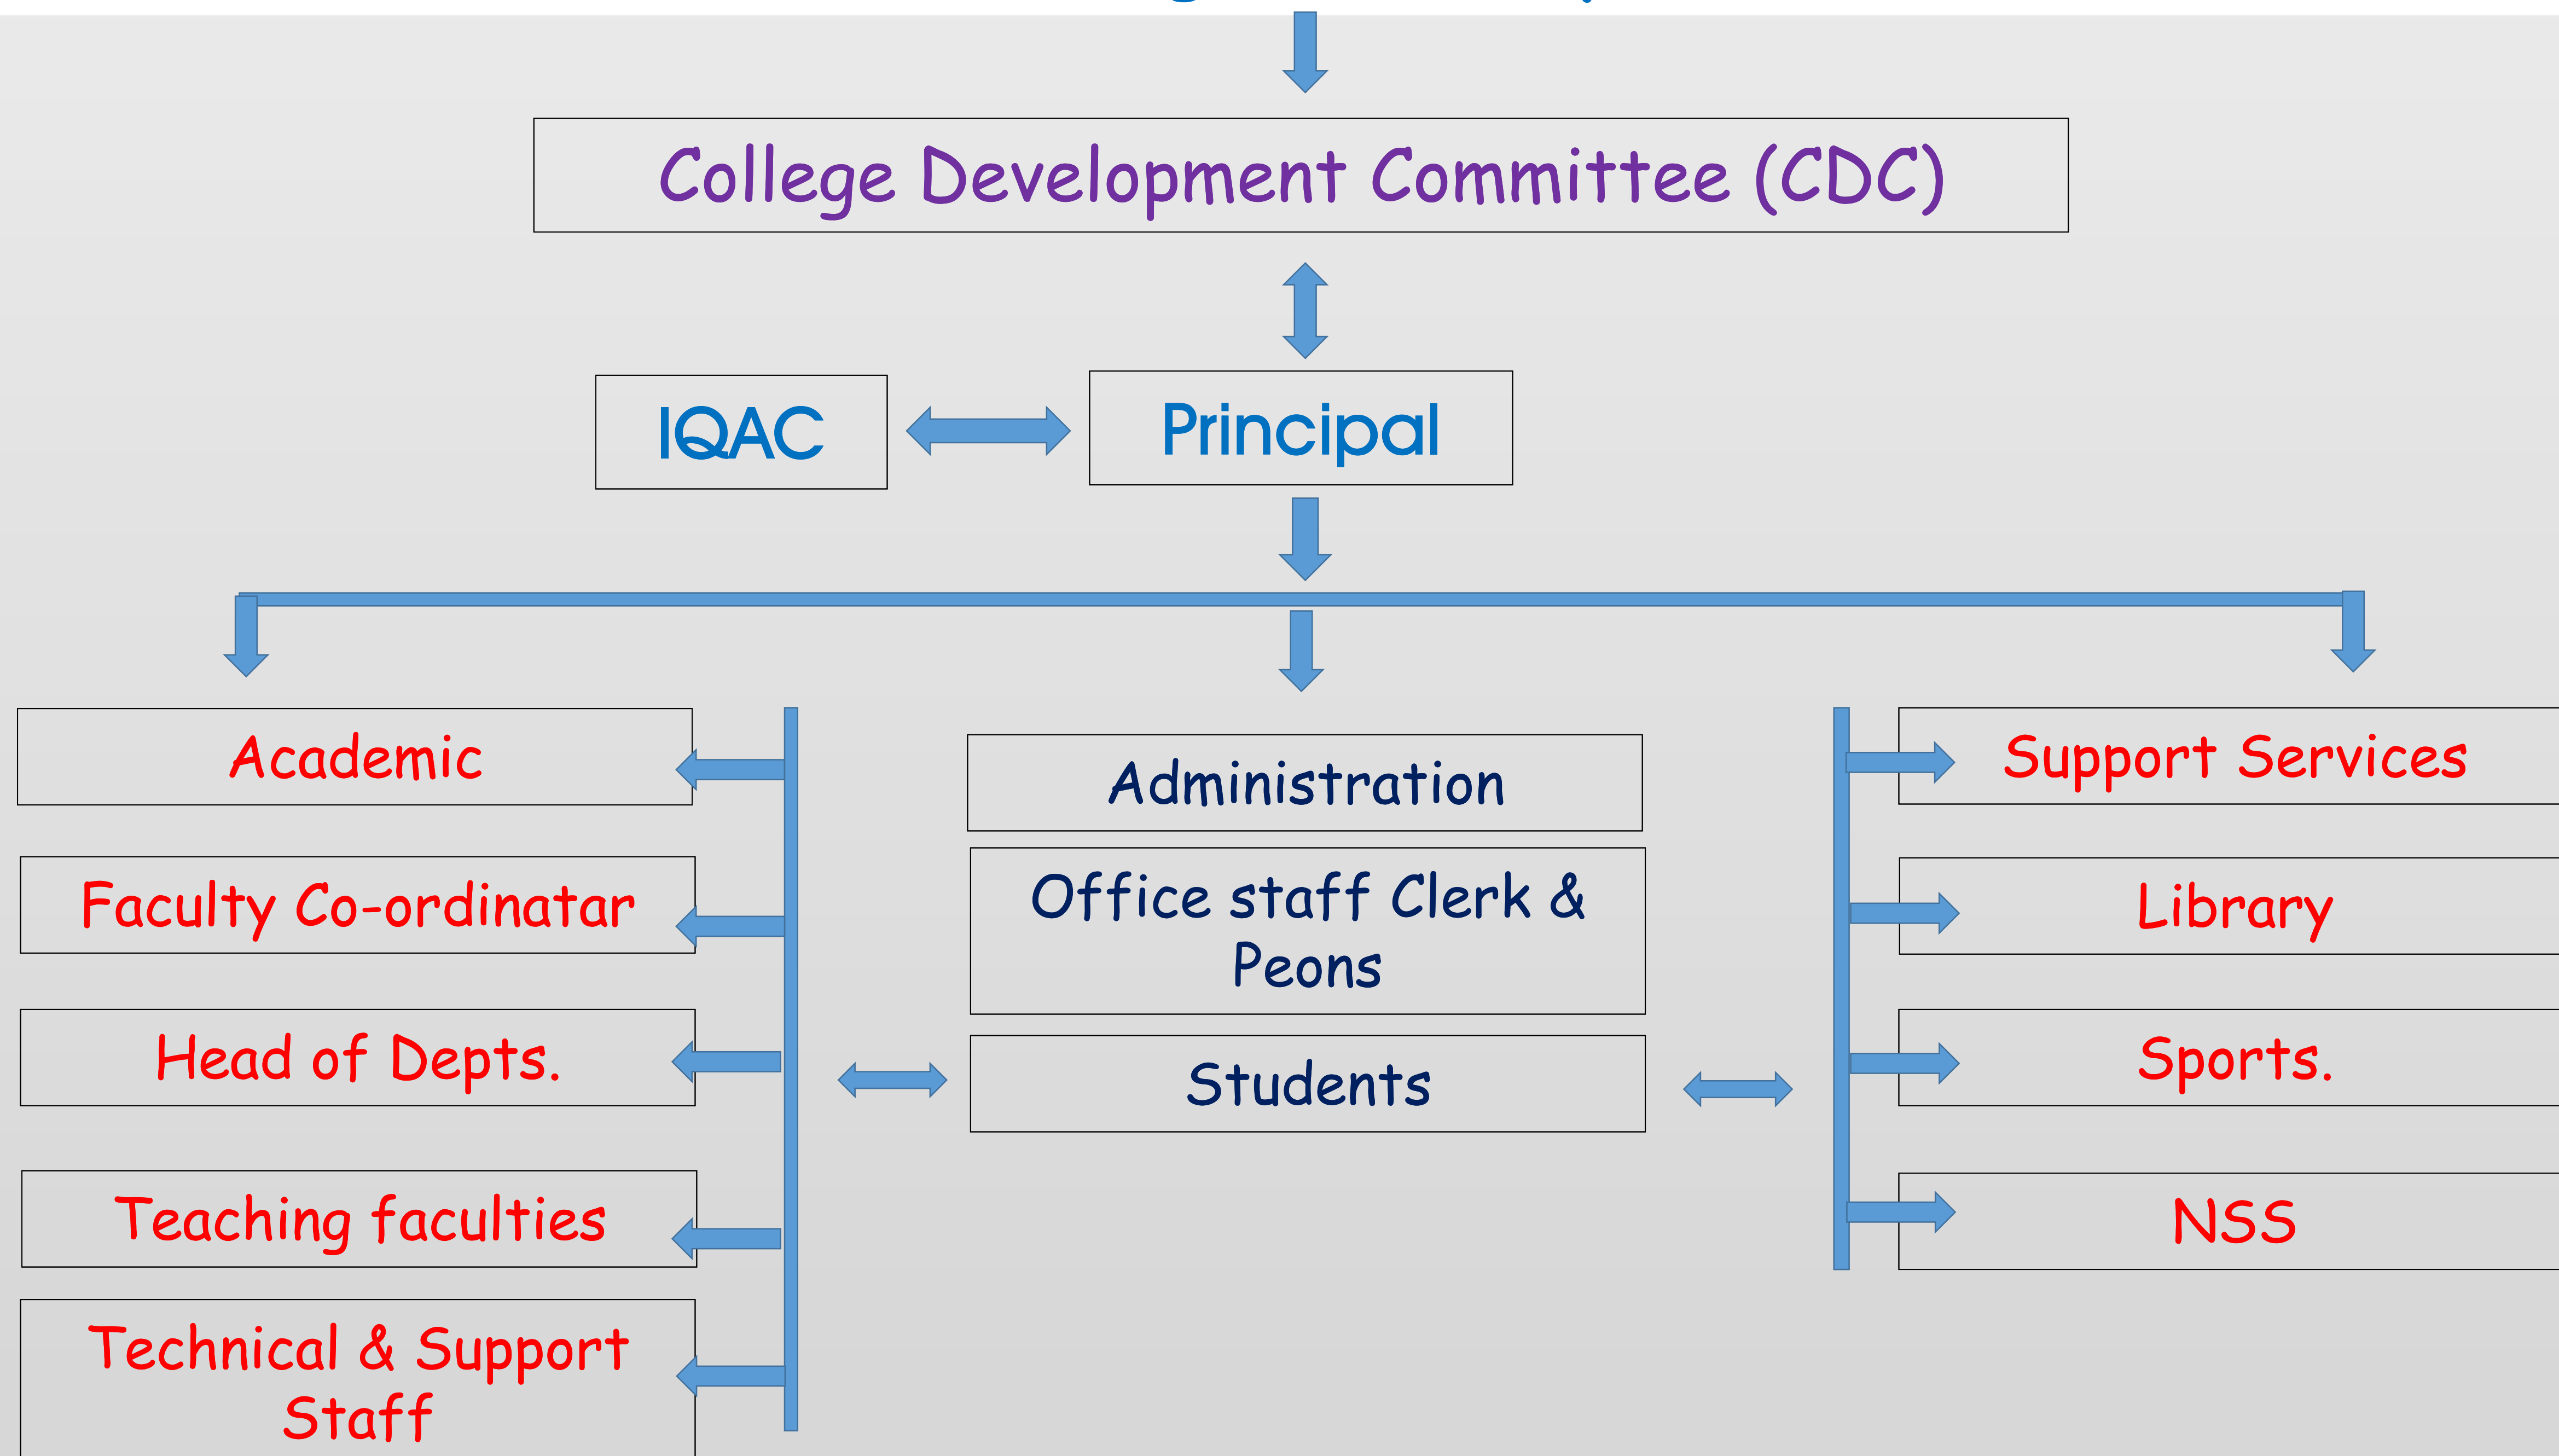 College Development Committee (CDC)
IQAC
Principal
Academic
Faculty Co-ordinatar
Head of Depts.
Teaching faculties
Technical & Support
Staff
Administration
Office staff Clerk &
Peons
Students
Support Services
Library
Sports.
NSS